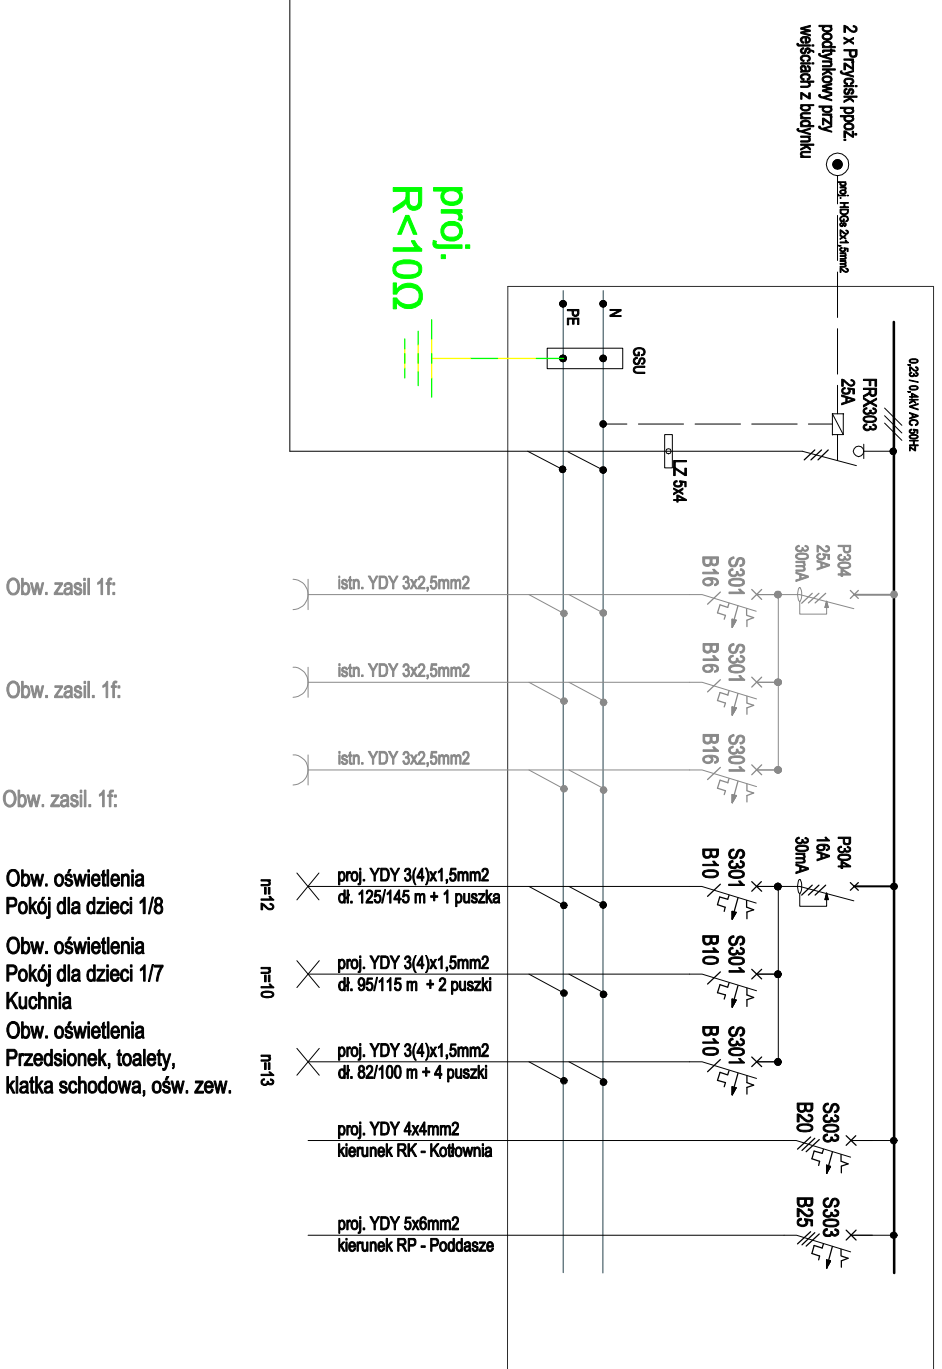 2 x Przycisk ppoż.
podtynkowy przy
wejściach z budynku
proj. HDGs 2x1,5mm2
proj.
R<10Ω
N
PE
GSU
0,23 / 0,4kV AC 50Hz
FRX303
25A
LZ 5x4
P304
25A
30mA
Obw. zasil 1f:
istn. YDY 3x2,5mm2
S301
B16
Obw. zasil. 1f:
istn. YDY 3x2,5mm2
S301
B16
Obw. zasil. 1f:
istn. YDY 3x2,5mm2
S301
B16
P304
16A
30mA
Obw. oświetlenia
Pokój dla dzieci 1/8
n=12
proj. YDY 3(4)x1,5mm2
dł. 125/145 m + 1 puszka
S301
B10
Obw. oświetlenia
Pokój dla dzieci 1/7
Kuchnia
n=10
proj. YDY 3(4)x1,5mm2
dł. 95/115 m + 2 puszki
S301
B10
Obw. oświetlenia
Przedsionek, toalety,
klatka schodowa, ośw. zew.
n=13
proj. YDY 3(4)x1,5mm2
dł. 82/100 m + 4 puszki
S301
B10
proj. YDY 4x4mm2
kierunek RK - Kotłownia
S303
B20
proj. YDY 5x6mm2
kierunek RP - Poddasze
S303
B25